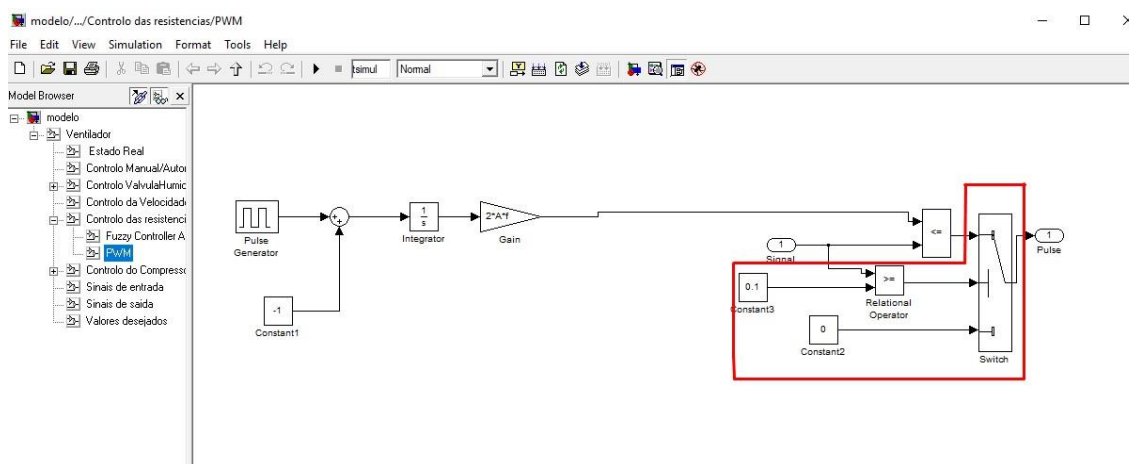 modelo/.../Controlo das resistencias/PWM
File Edit View Simulation Format Tools Help
tsimul Normal
Model Browser
modelo
Ventilador
Estado Real
Controlo Manual/Autor
Controlo ValvulaHumic
Controlo da Velocidad
Controlo das resistenci
Fuzzy Controller A
PWM
Controlo do Compresso
Sinais de entrada
Sinais de saida
Valores desejados
Pulse
Generator
-1
Constant1
1
s
Integrator
2*A*f
Gain
1
Signal
<=
0.1
Constant3
>=
Relational
Operator
0
Constant2
Switch
1
Pulse